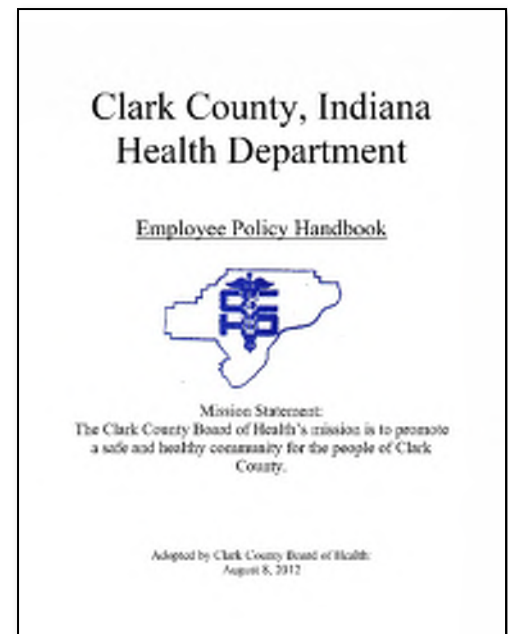 Clark County, Indiana
Health Department
Employee Policy Handbook
CC
HD
Mission Statement:
The Clark County Board of Health's mission is to promote
a safe and healthy community for the people of Clark
County.
Adopted by Clark County Board of Health:
August 8, 2012